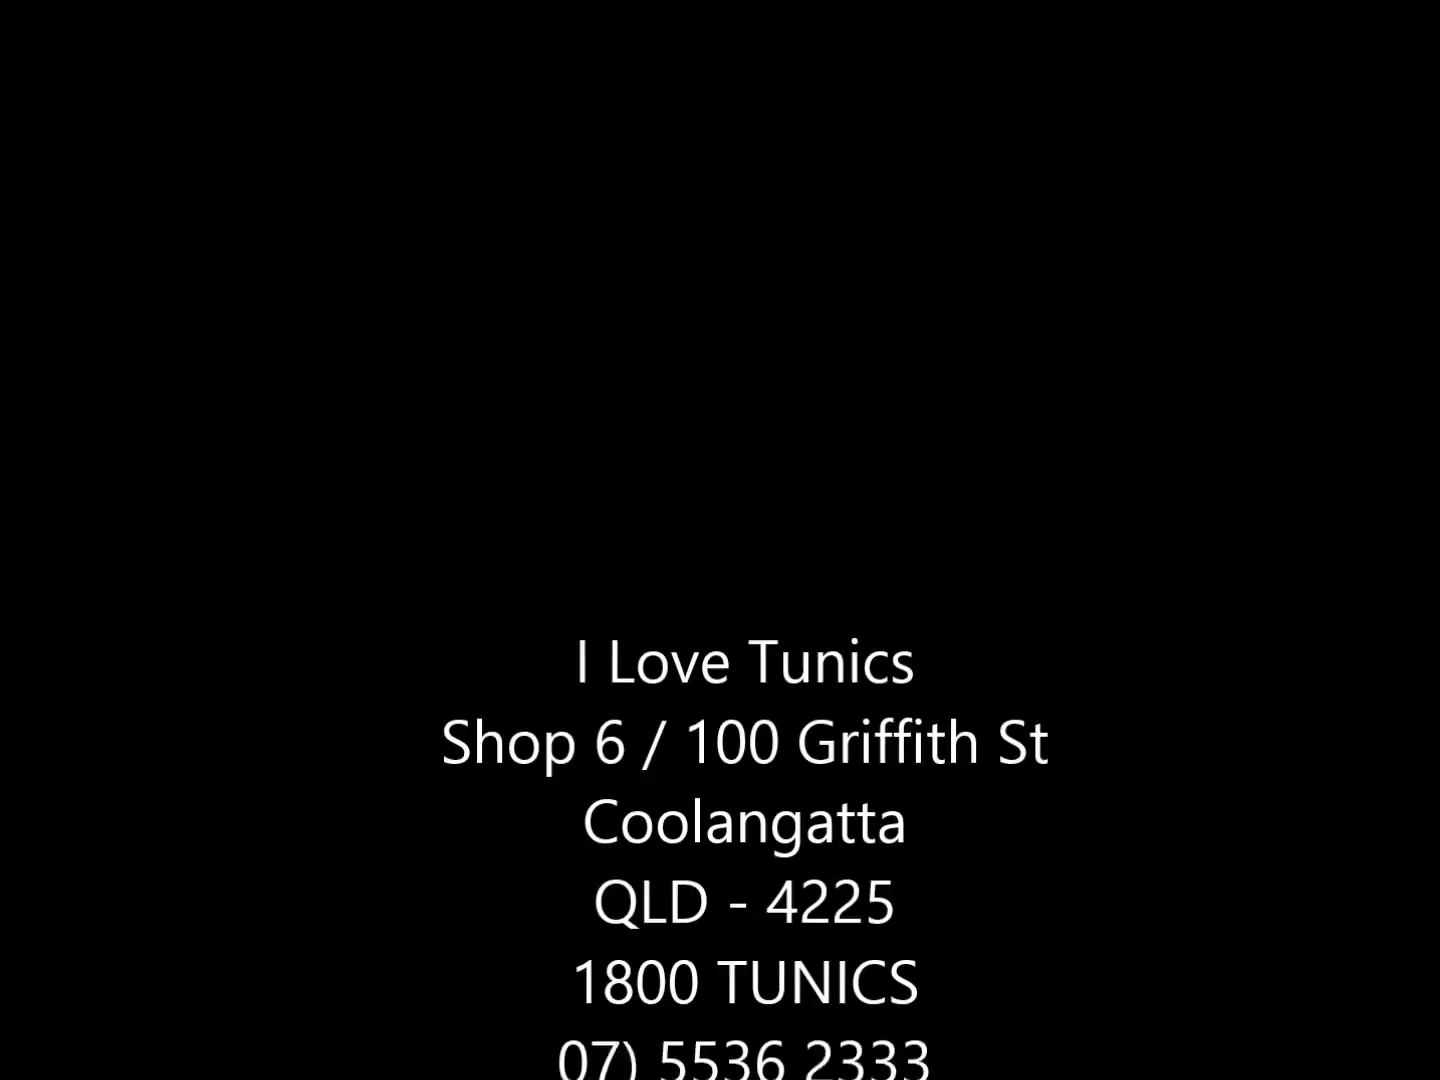 I Love Tunics
Shop 6 / 100 Griffith St
Coolangatta
QLD - 4225
1800 TUNICS
07) 5536 2333